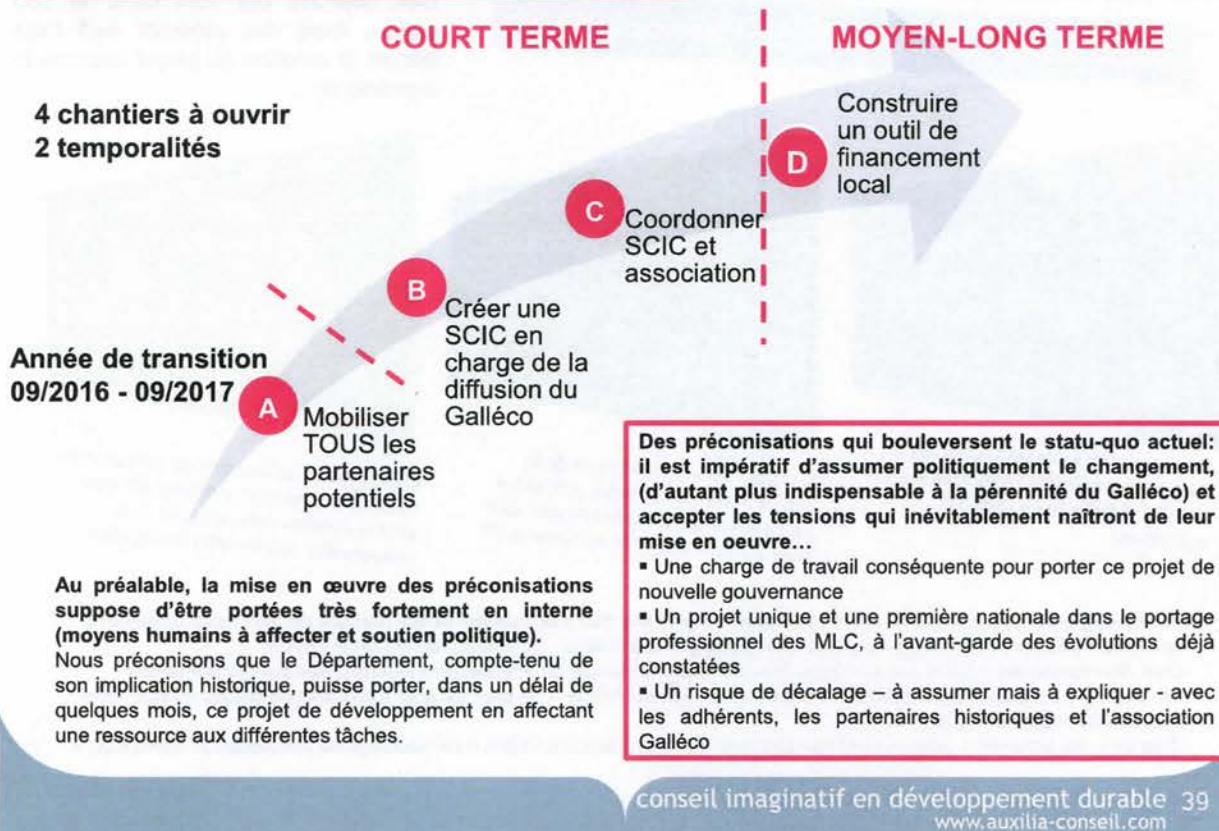 COURT TERME
MOYEN-LONG TERME
4 chantiers à ouvrir
2 temporalités
Construire
un outil de
financement
local
D
C
Coordonner
SCIC et
association
B
Créer une
SCIC en
charge de la
diffusion du
Galléco
Année de transition
09/2016 - 09/2017
A
Mobiliser
TOUS les
partenaires
potentiels
Au préalable, la mise en œuvre des préconisations
suppose d'être portées très fortement en interne
(moyens humains à affecter et soutien politique).
Nous préconisons que le Département, compte-tenu de
son implication historique, puisse porter, dans un délai de
quelques mois, ce projet de développement en affectant
une ressource aux différentes tâches.
Des préconisations qui bouleversent le statu-quo actuel:
il est impératif d'assumer politiquement le changement,
(d'autant plus indispensable à la pérennité du Galléco) et
accepter les tensions qui inévitablement naîtront de leur
mise en oeuvre…
▪ Une charge de travail conséquente pour porter ce projet de
nouvelle gouvernance
▪ Un projet unique et une première nationale dans le portage
professionnel des MLC, à l'avant-garde des évolutions déjà
constatées
▪ Un risque de décalage – à assumer mais à expliquer - avec
les adhérents, les partenaires historiques et l'association
Galléco
conseil imaginatif en développement durable 39
www.auxilia-conseil.com